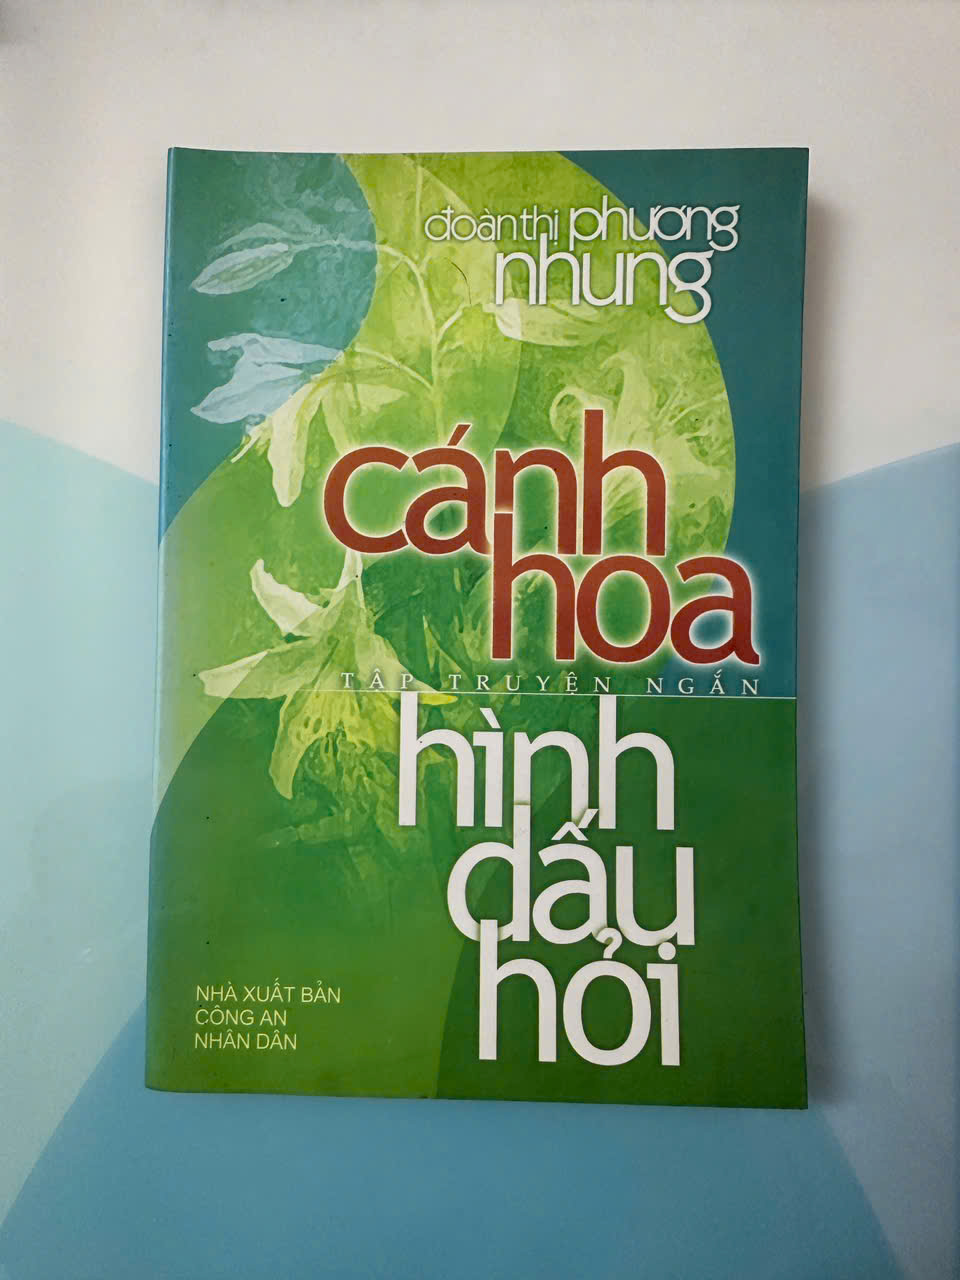 đoàn thị phương
nhung
cánh
hoa
TẬP TRUYỆN NGẮN
hình
dấu
hỏi
NHÀ XUẤT BẢN
CÔNG AN
NHÂN DÂN